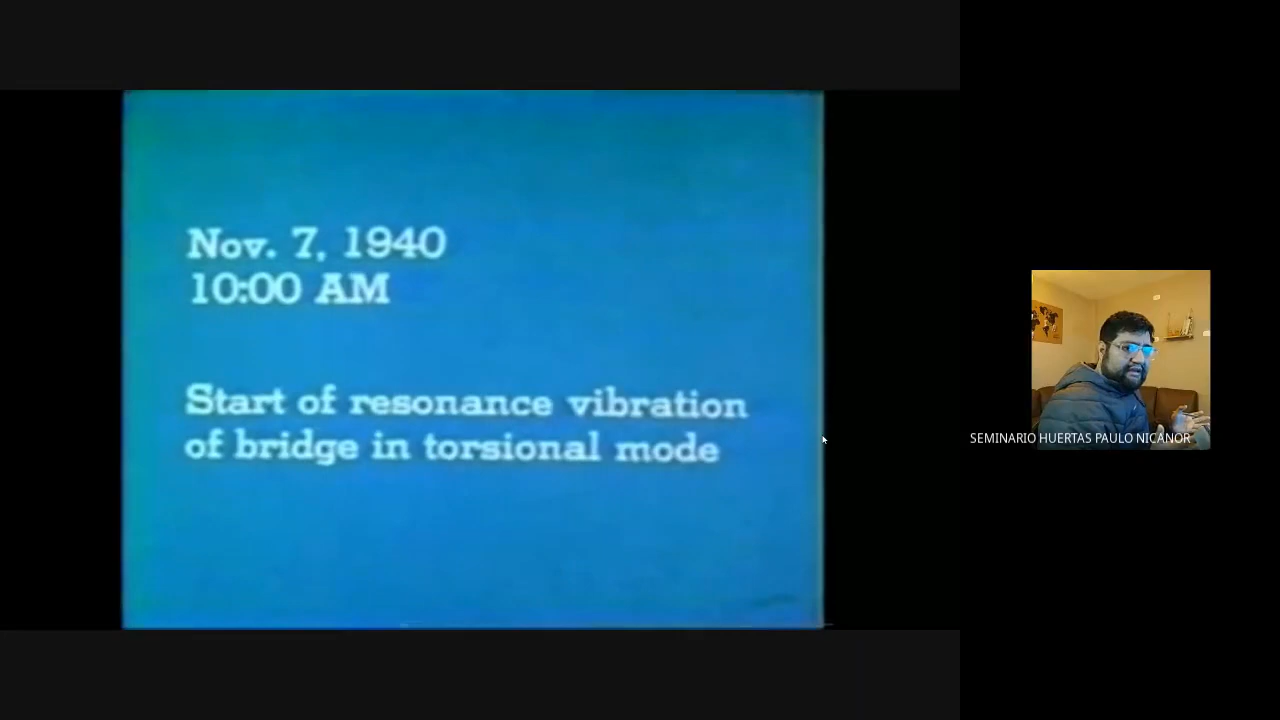 Nov. 7, 1940
10:00 AM
Start of resonance vibration
of bridge in torsional mode
SEMINARIO HUERTAS PAULO NICANOR